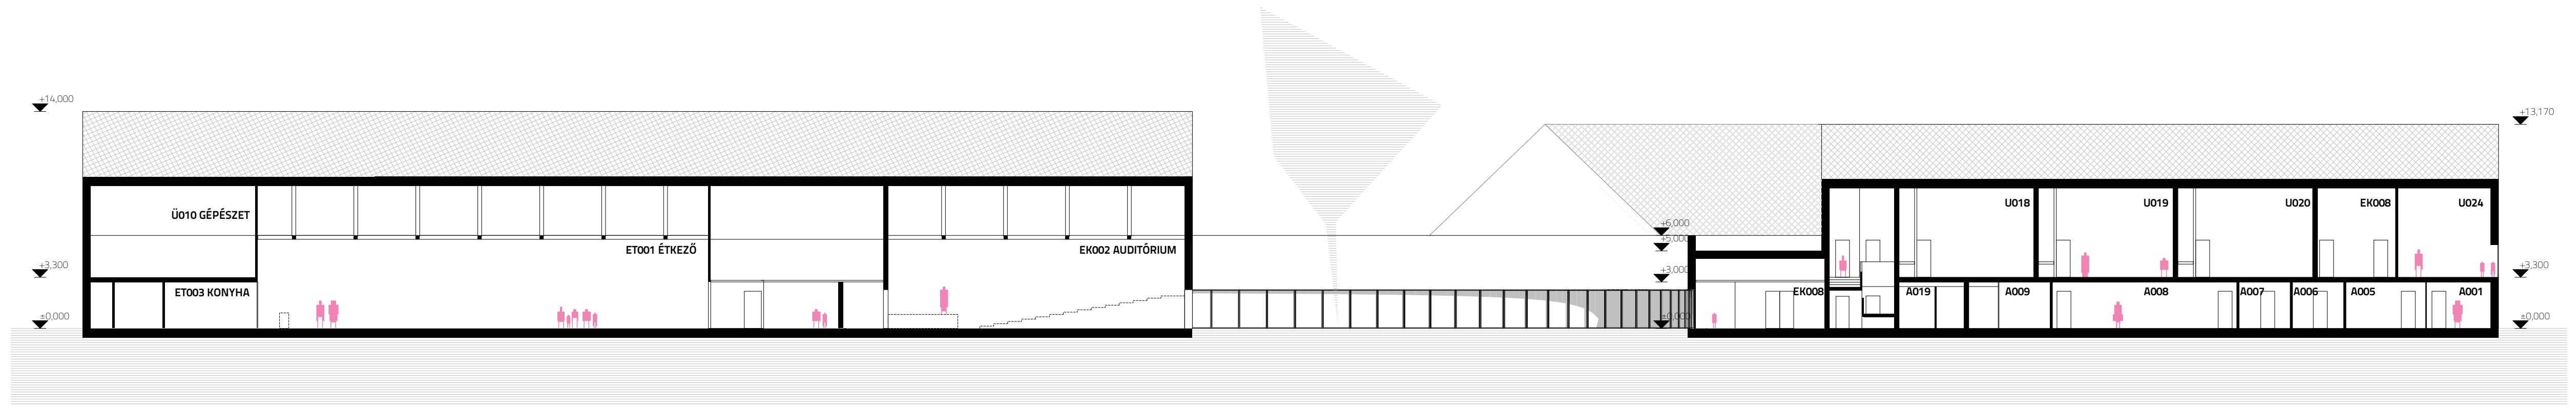 +14,000
+13,170
Ü010 GÉPÉSZET
ET001 ÉTKEZŐ
EK002 AUDITÓRIUM
ET003 KONYHA
+3,300
±0,000
+6,000
+5,000
+3,000
±0,000
U018
U019
U020
EK008
U024
EK008
A019
A009
A008
A007
A006
A005
A001
+3,300
±0,000